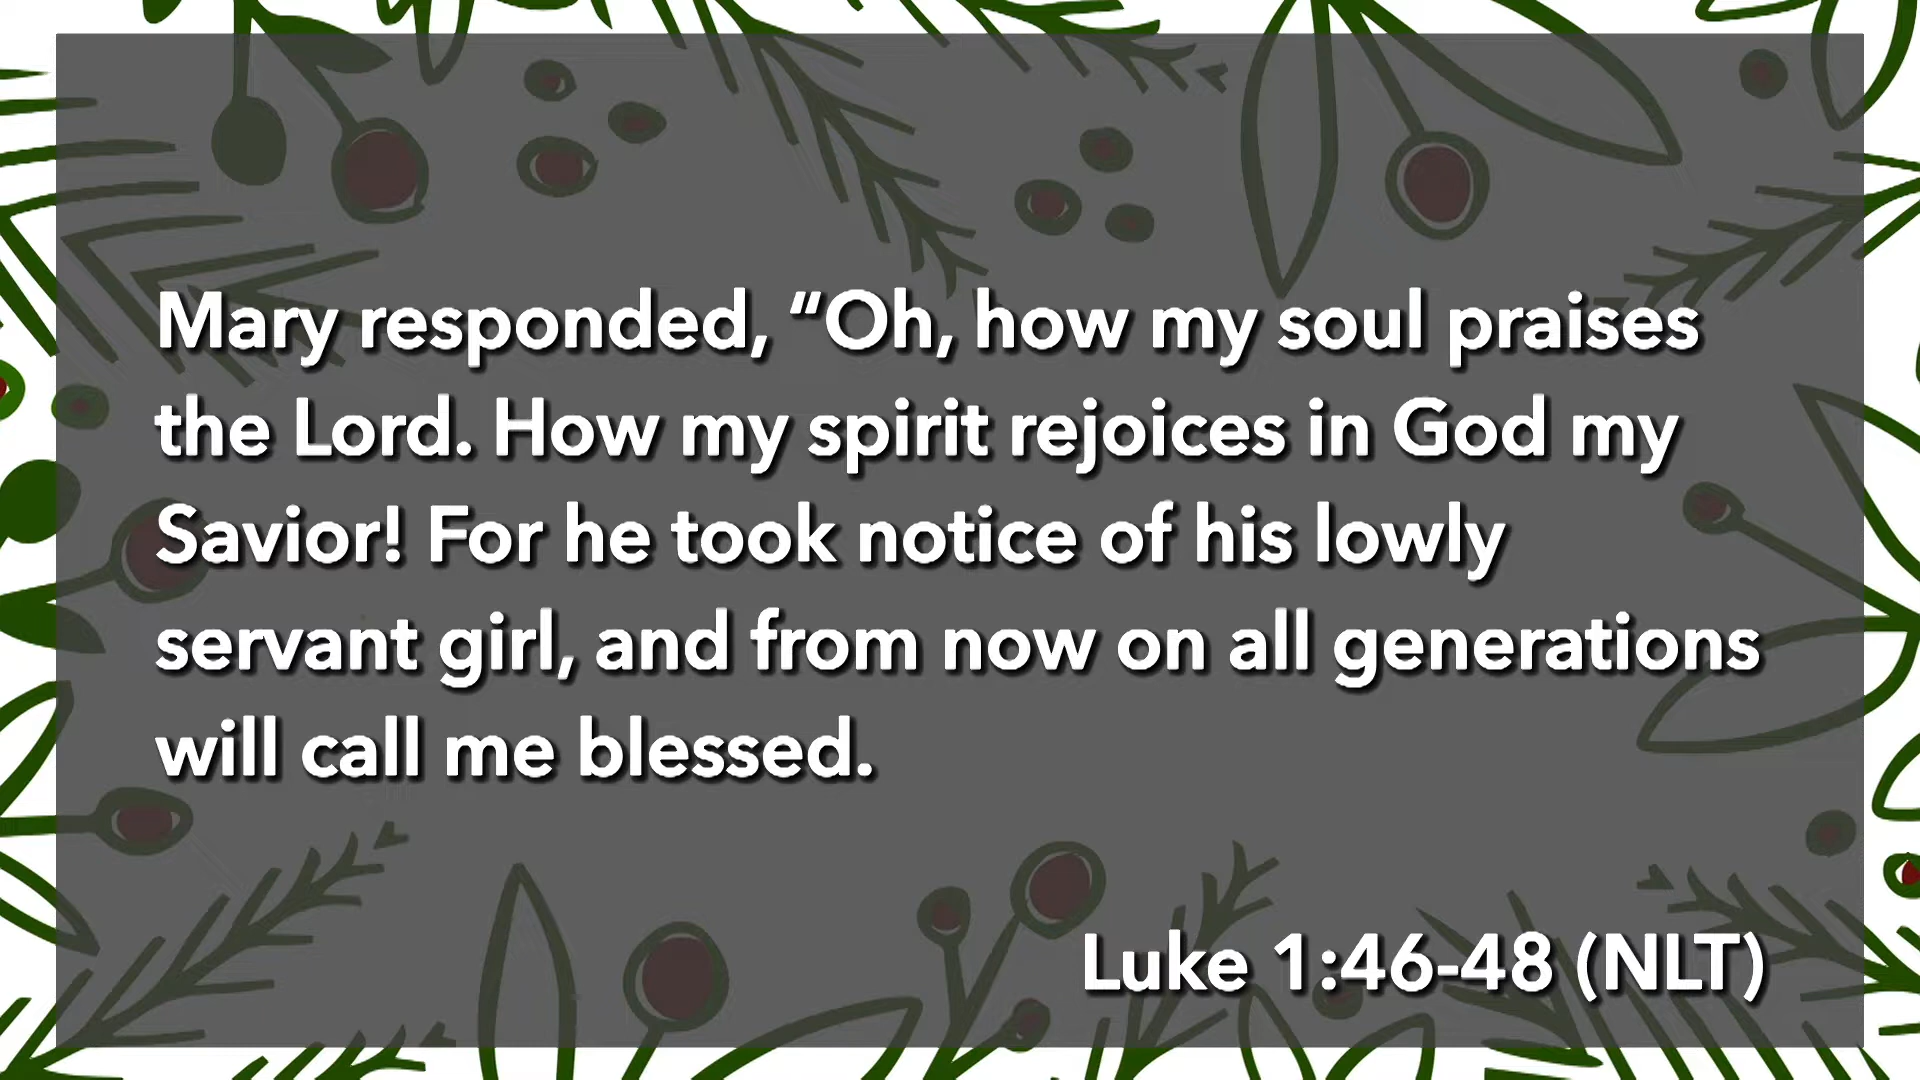 Mary responded, “Oh, how my soul praises
the Lord. How my spirit rejoices in God my
Savior! For he took notice of his lowly
servant girl, and from now on all generations
will call me blessed.
Luke 1:46-48 (NLT)